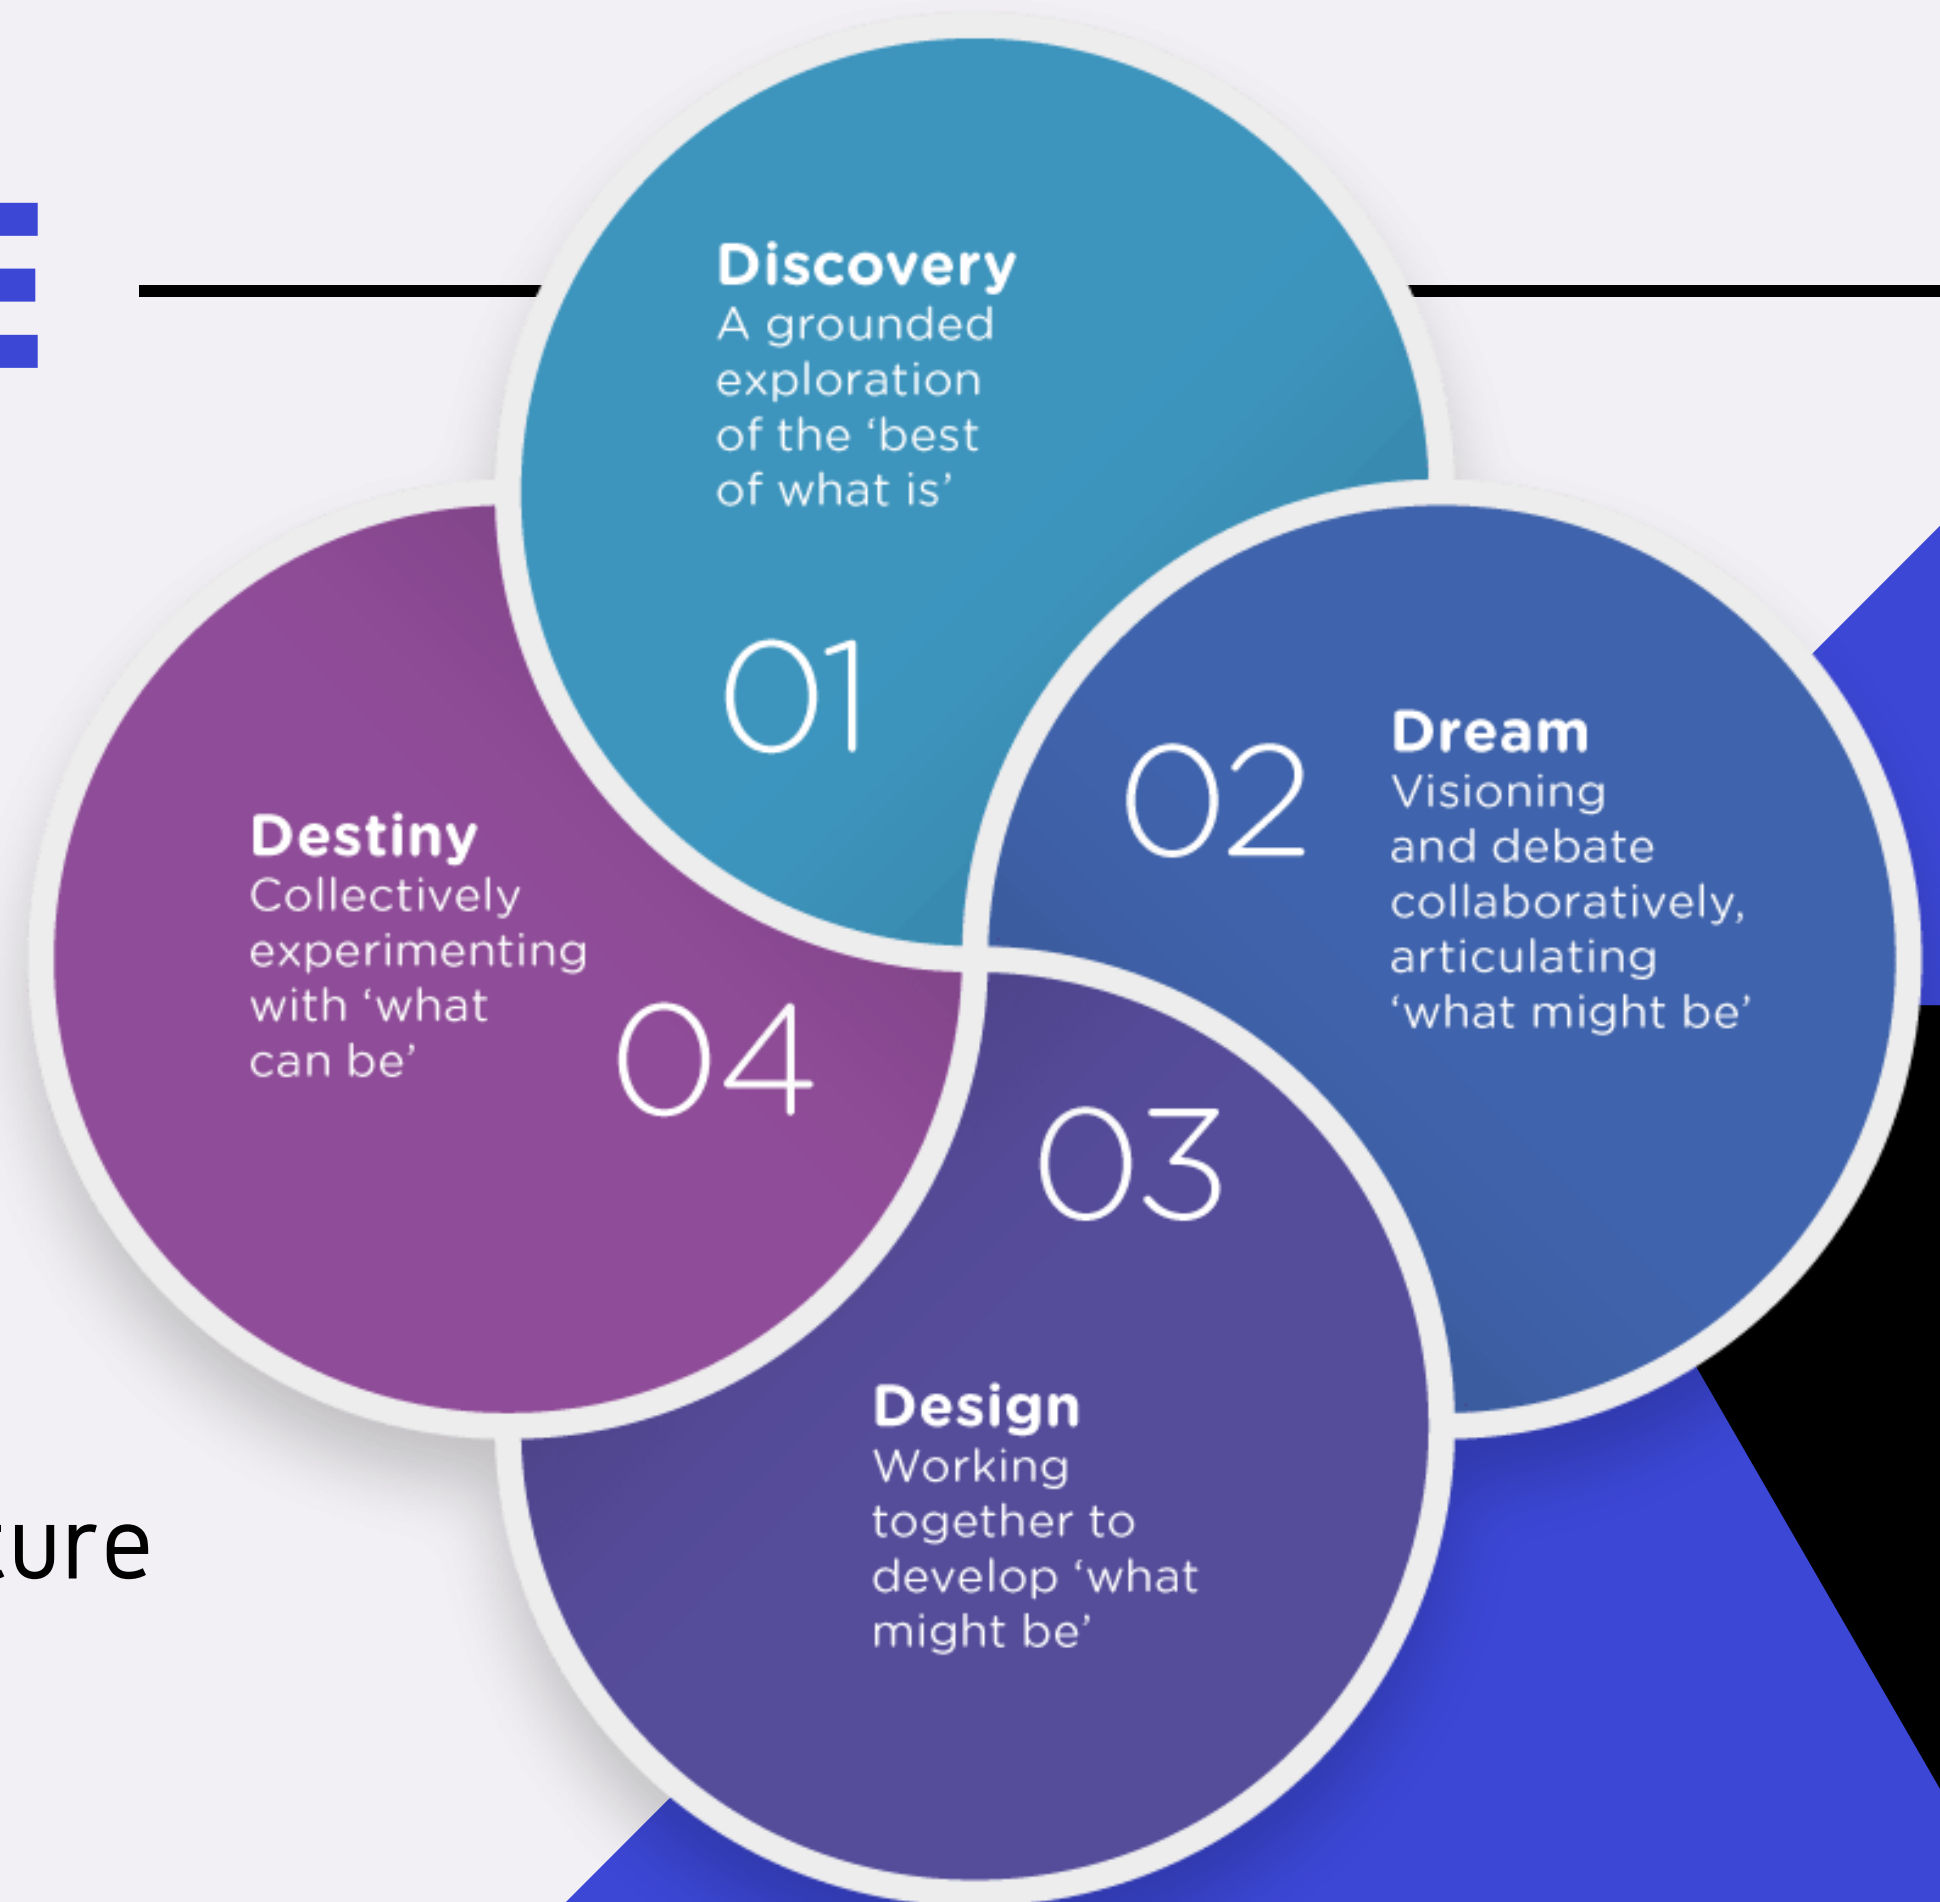 E
Discovery
A grounded
exploration
of the ‘best
of what is’
01
02
Dream
Visioning
and debate
collaboratively,
articulating
‘what might be’
Destiny
Collectively
experimenting
with ‘what
can be’
04
03
Design
Working
together to
develop ‘what
might be’
ture